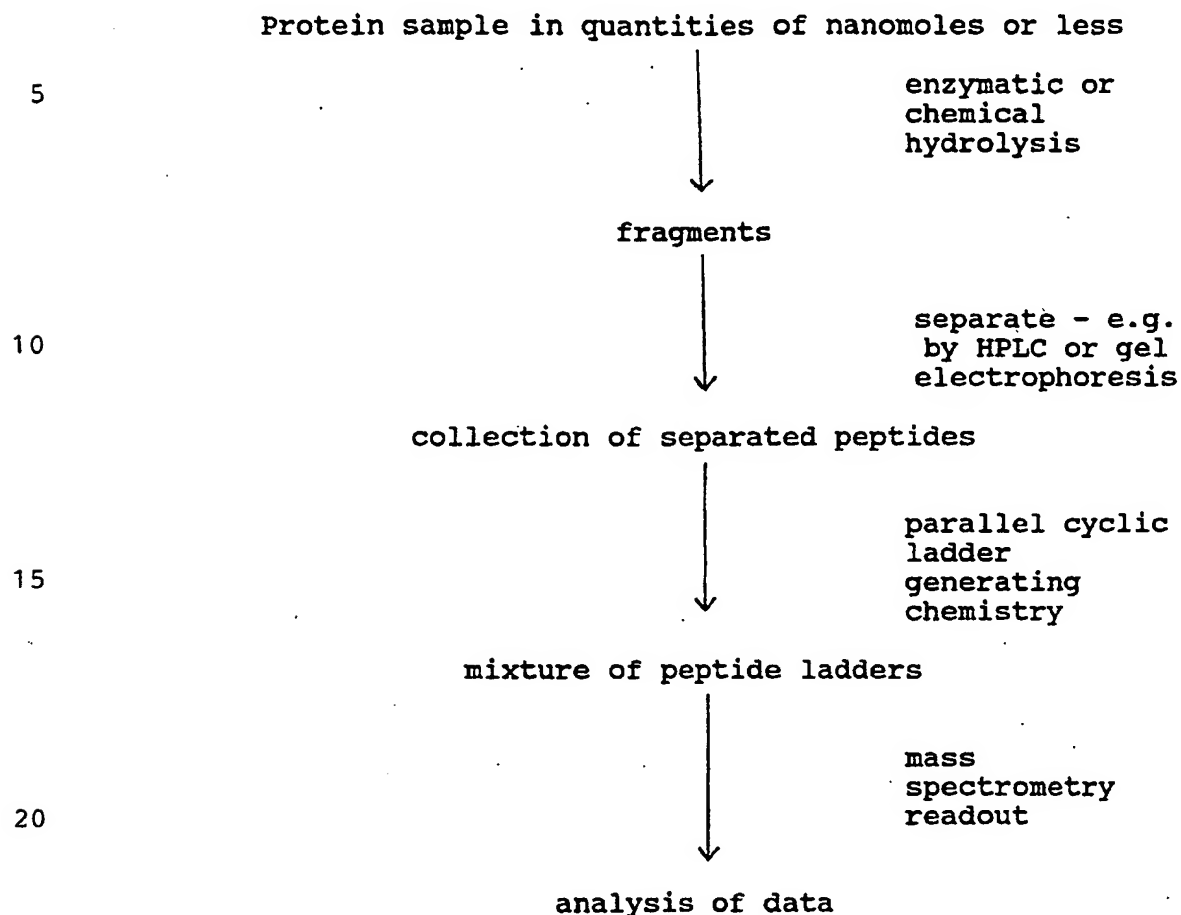 Protein sample in quantities of nanomoles or less
5
enzymatic or
chemical
hydrolysis
fragments
separate - e.g.
10
by HPLC or gel
electrophoresis
collection of separated peptides
parallel cyclic
ladder
15
generating
chemistry
mixture of peptide ladders
mass
spectrometry
20
readout
analysis of data